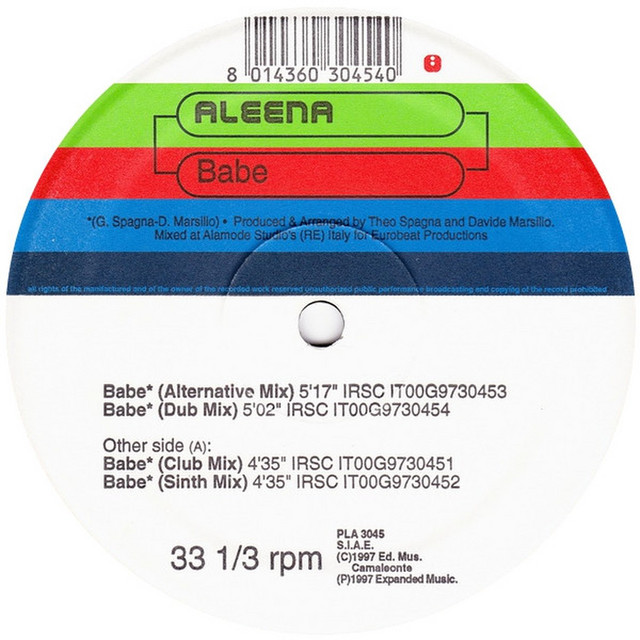 8 014360 304540
ALEENA
Babe
*(G. Spagna-D. Marsillo) • Produced & Arranged by Theo Spagna and Davide Marsillo.
Mixed at Alamode Studio's (RE) Italy for Eurobeat Productions
all rights of the manufactured and of the owner of the recorded work reserved unauthorized public performance broadcasting and copying of the record prohibited
Babe* (Alternative Mix) 5'17" IRSC IT00G9730453
Babe* (Dub Mix) 5'02" IRSC IT00G9730454
Other side (A):
Babe* (Club Mix) 4'35" IRSC IT00G9730451
Babe* (Sinth Mix) 4'35" IRSC IT00G9730452
33 1/3 rpm
PLA 3045
S.I.A.E.
(C)1997 Ed. Mus.
Camaleonte
(P)1997 Expanded Music.